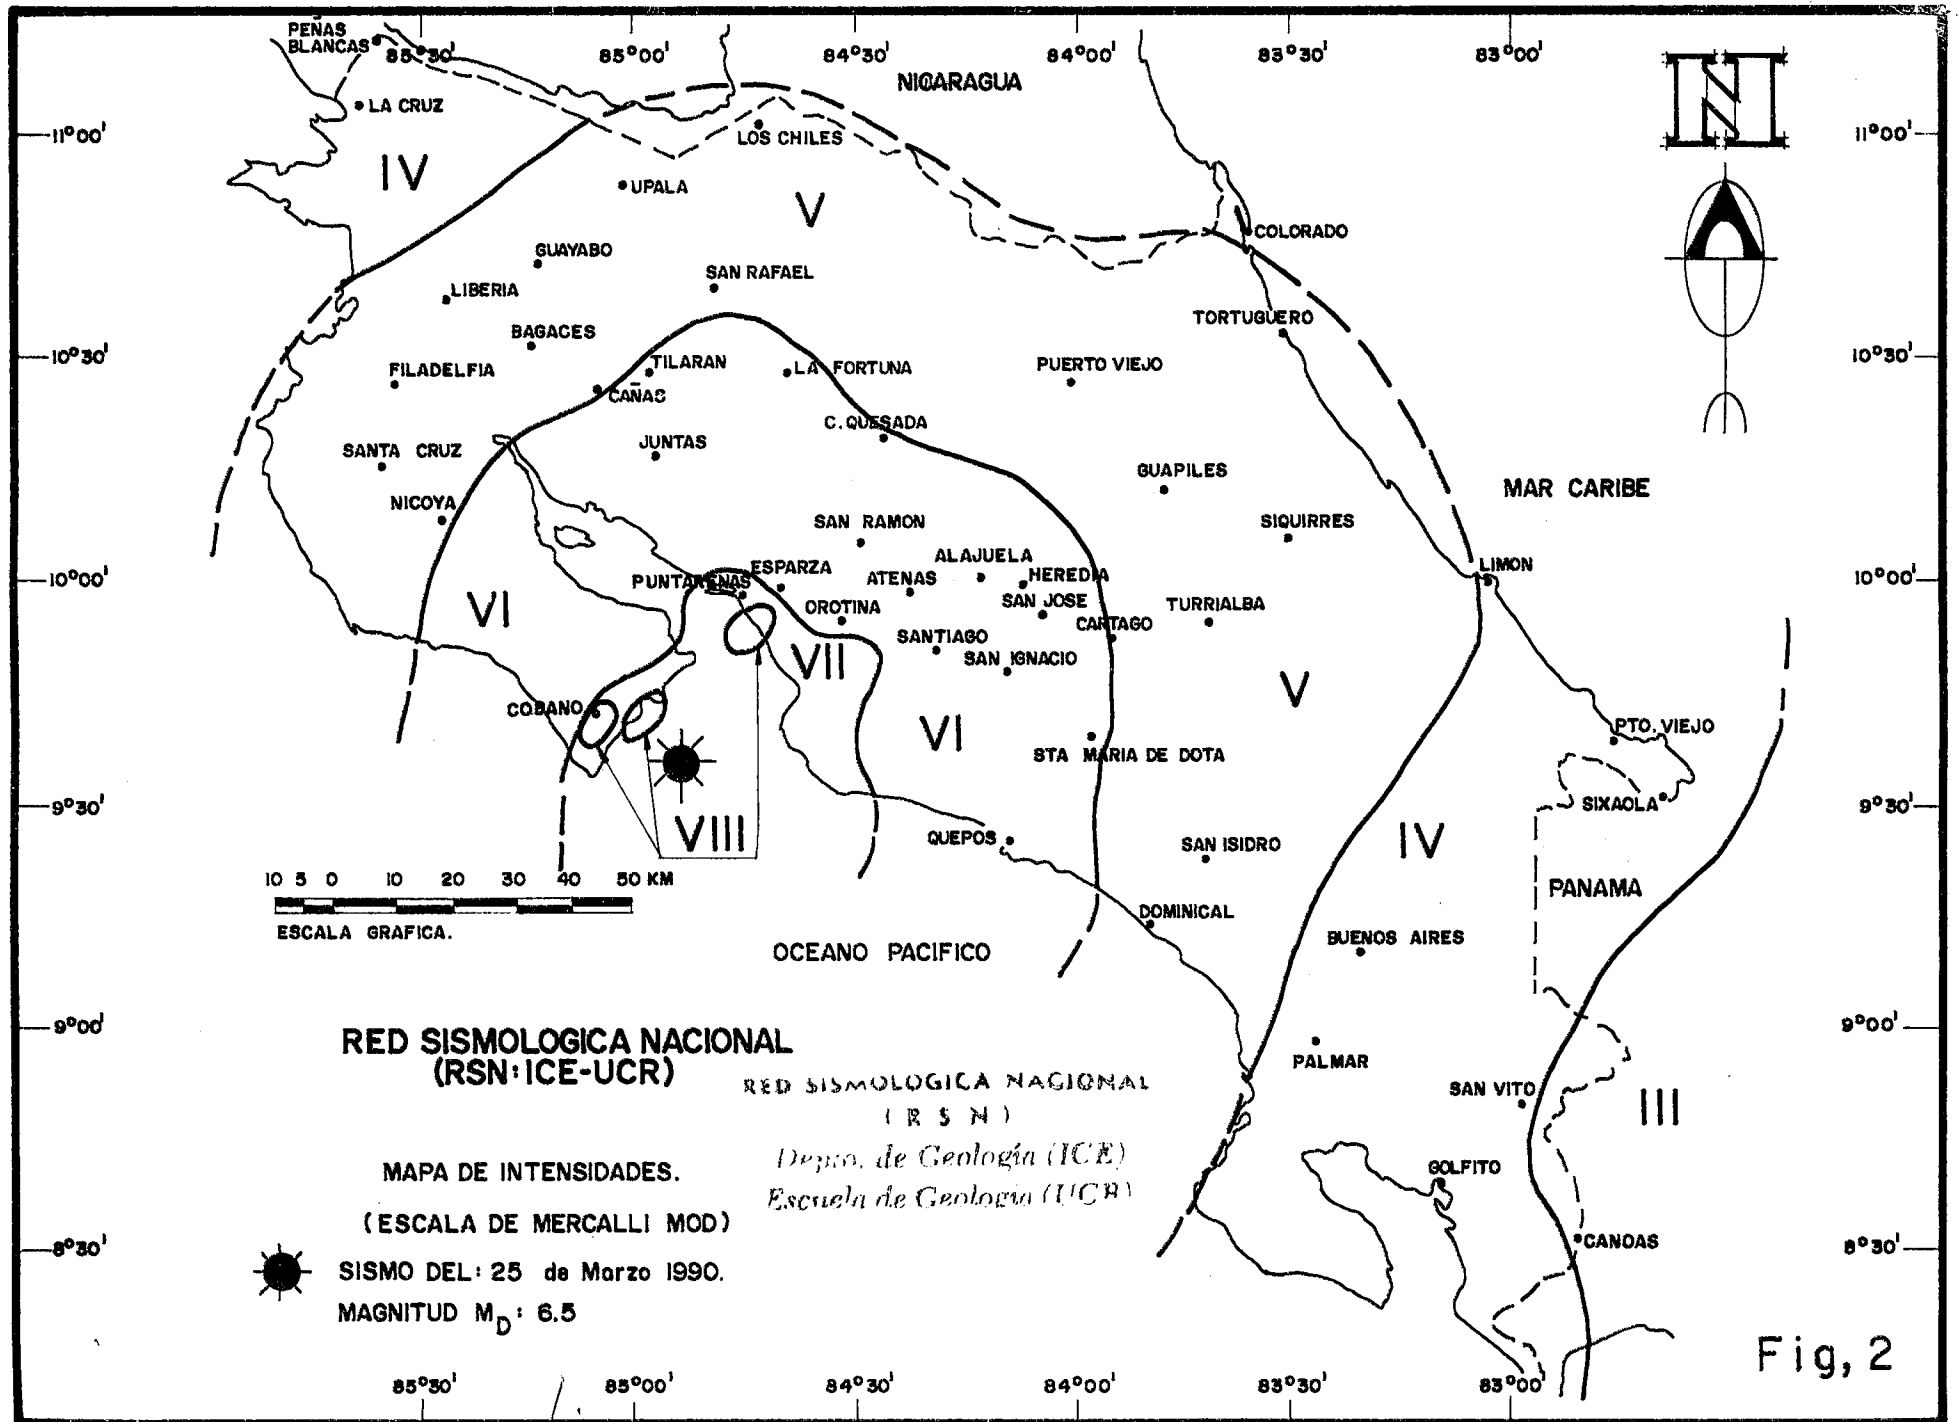 PEÑAS
BLANCAS
85°30'
85°00'
84°30'
84°00'
83°30'
83°00'
NICARAGUA
N
LA CRUZ
11°00'
LOS CHILES
11°00'
IV
UPALA
V
COLORADO
GUAYABO
SAN RAFAEL
LIBERIA
TORTUGUERO
BAGACES
10°30'
TILARAN
LA FORTUNA
PUERTO VIEJO
10°30'
FILADELFIA
CAÑAS
C. QUESADA
JUNTAS
SANTA CRUZ
GUAPILES
MAR CARIBE
NICOYA
SAN RAMON
SIQUIRRES
ALAJUELA
LIMON
ESPARZA
HEREDIA
10°00'
PUNTARENAS
ATENAS
10°00'
SAN JOSE
TURRIALBA
OROTINA
VI
CARTAGO
SANTIAGO
VII
SAN IGNACIO
V
COBANO
VI
PTO. VIEJO
STA MARIA DE DOTA
9°30'
SIXAOLA
9°30'
VIII
QUEPOS
SAN ISIDRO
IV
10 5 0 10 20 30 40 50 KM
PANAMA
ESCALA GRAFICA.
DOMINICAL
BUENOS AIRES
OCEANO PACIFICO
9°00'
9°00'
RED SISMOLOGICA NACIONAL
(RSN: ICE-UCR)
PALMAR
RED SISMOLOGICA NACIONAL
(RSN)
SAN VITO
III
Depto. de Geología (ICE)
Escuela de Geología (UCR)
MAPA DE INTENSIDADES.
GOLFITO
(ESCALA DE MERCALLI MOD)
CANOAS
8°30'
8°30'
SISMO DEL: 25 de Marzo 1990.
MAGNITUD MD: 6.5
Fig, 2
85°30'
85°00'
84°30'
84°00'
83°30'
83°00'